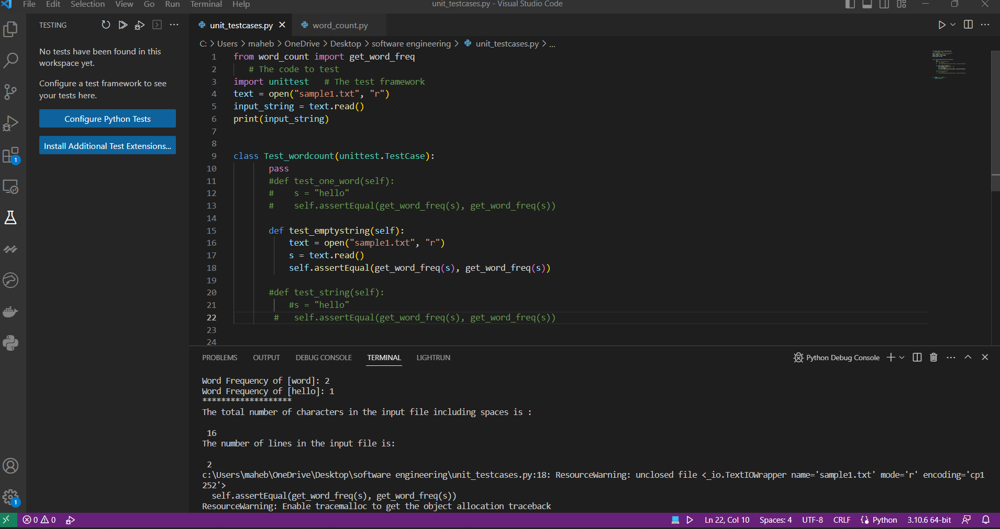 File Edit Selection View Go Run Terminal Help
unit_testcases.py - Visual Studio Code
TESTING
No tests have been found in this
workspace yet.
Configure a test framework to see
your tests here.
Configure Python Tests
Install Additional Test Extensions...
1
1
unit_testcases.py
word_count.py
C: > Users > maheb > OneDrive > Desktop > software engineering > unit_testcases.py > ...
1 from word_count import get_word_freq
2 # The code to test
3 import unittest # The test framework
4 text = open("sample1.txt", "r")
5 input_string = text.read()
6 print(input_string)
7
8
9 class Test_wordcount(unittest.TestCase):
10 pass
11 #def test_one_word(self):
12 # s = "hello"
13 # self.assertEqual(get_word_freq(s), get_word_freq(s))
14
15 def test_emptystring(self):
16 text = open("sample1.txt", "r")
17 s = text.read()
18 self.assertEqual(get_word_freq(s), get_word_freq(s))
19
20 #def test_string(self):
21 #s = "hello"
22 # self.assertEqual(get_word_freq(s), get_word_freq(s))
23
24
PROBLEMS OUTPUT DEBUG CONSOLE TERMINAL LIGHTRUN
Python Debug Console
Word Frequency of [word]: 2
Word Frequency of [hello]: 1
*******************
The total number of characters in the input file including spaces is :
16
The number of lines in the input file is:
2
c:\Users\maheb\OneDrive\Desktop\software engineering\unit_testcases.py:18: ResourceWarning: unclosed file <_io.TextIOWrapper name='sample1.txt' mode='r' encoding='cp1
252'>
self.assertEqual(get_word_freq(s), get_word_freq(s))
ResourceWarning: Enable tracemalloc to get the object allocation traceback
0 0
Ln 22, Col 10 Spaces: 4 UTF-8 CRLF Python 3.10.6 64-bit